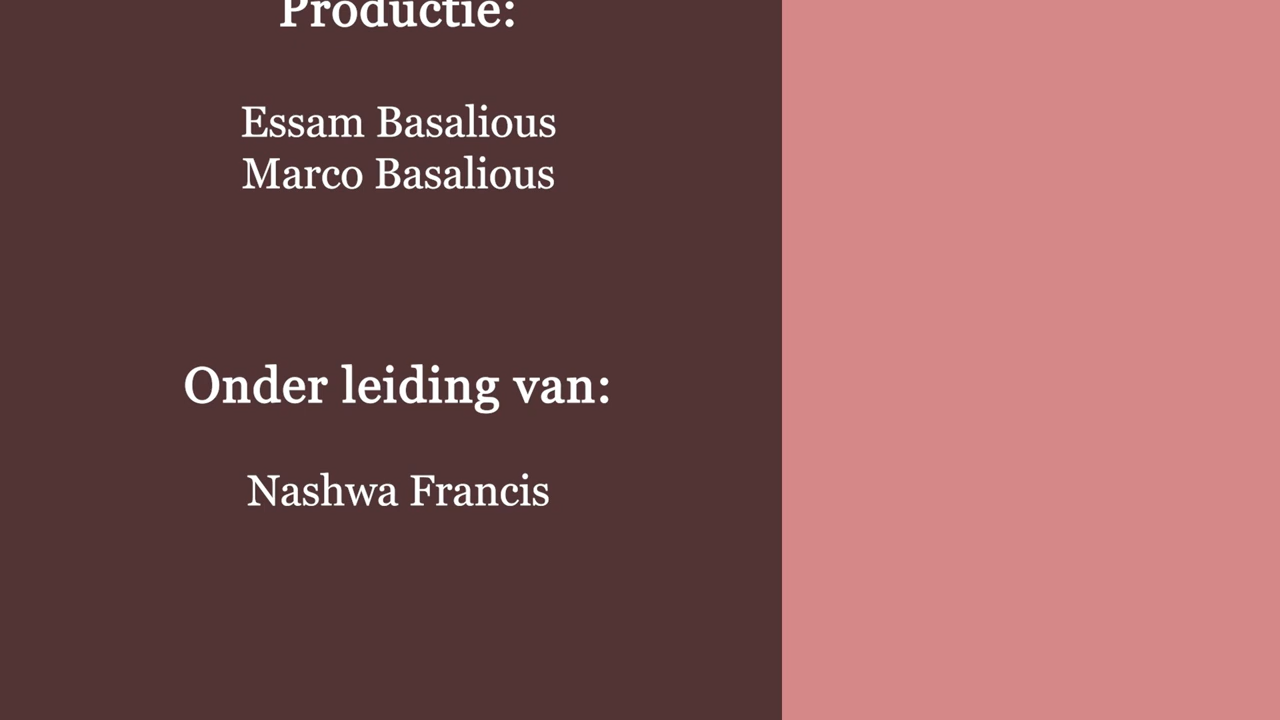 Productie:
Essam Basalious
Marco Basalious
Onder leiding van:
Nashwa Francis